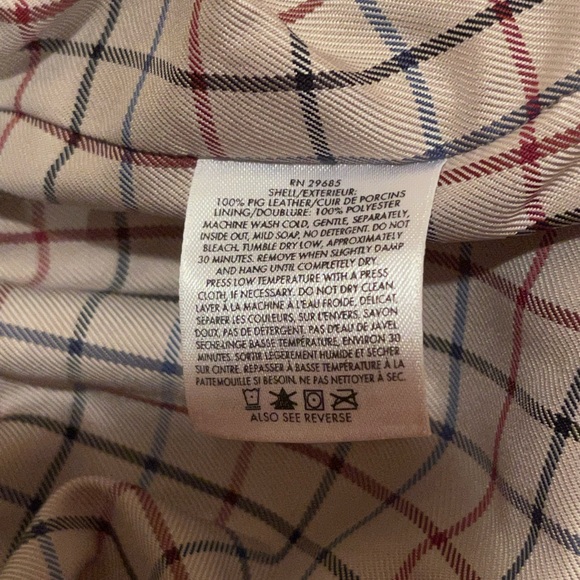 RN 29685
SHELL/EXTERIEUR:
100% PIG LEATHER/CUIR DE PORCINS
LINING/DOUBLURE: 100% POLYESTER
MACHINE WASH COLD, GENTLE, SEPARATELY,
INSIDE OUT, MILD SOAP, NO DETERGENT. DO NOT
BLEACH. TUMBLE DRY LOW, APPROXIMATELY
30 MINUTES. REMOVE WHEN SLIGHTLY DAMP
AND HANG UNTIL COMPLETELY DRY.
PRESS LOW TEMPERATURE WITH A PRESS
CLOTH, IF NECESSARY. DO NOT DRY CLEAN.
LAVER À LA MACHINE À L'EAU FROIDE, DÉLICAT,
SÉPARER LES COULEURS, SUR L'ENVERS, SAVON
DOUX, PAS DE DÉTERGENT. PAS D'EAU DE JAVEL
SÈCHE-LINGE BASSE TEMPÉRATURE, ENVIRON 30
MINUTES. SORTIR LÉGÈREMENT HUMIDE ET SÉCHER
SUR CINTRE. REPASSER À BASSE TEMPÉRATURE À LA
PATTEMOUILLE SI BESOIN. NE PAS NETTOYER À SEC.
ALSO SEE REVERSE